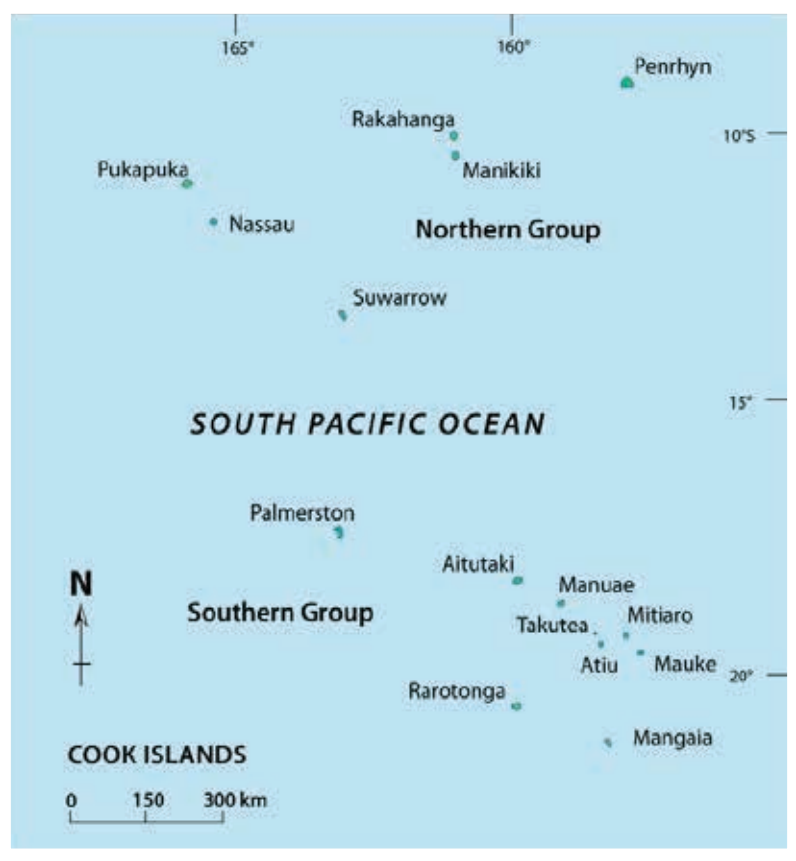 165°
160°
Penrhyn
Rakahanga
10°S
Manikiki
Pukapuka
Nassau
Northern Group
Suwarrow
15°
SOUTH PACIFIC OCEAN
Palmerston
Aitutaki
Manuae
N
Southern Group
Takutea
Mitiaro
Atiu
Mauke
20°
Rarotonga
Mangaia
COOK ISLANDS
0 150 300 km